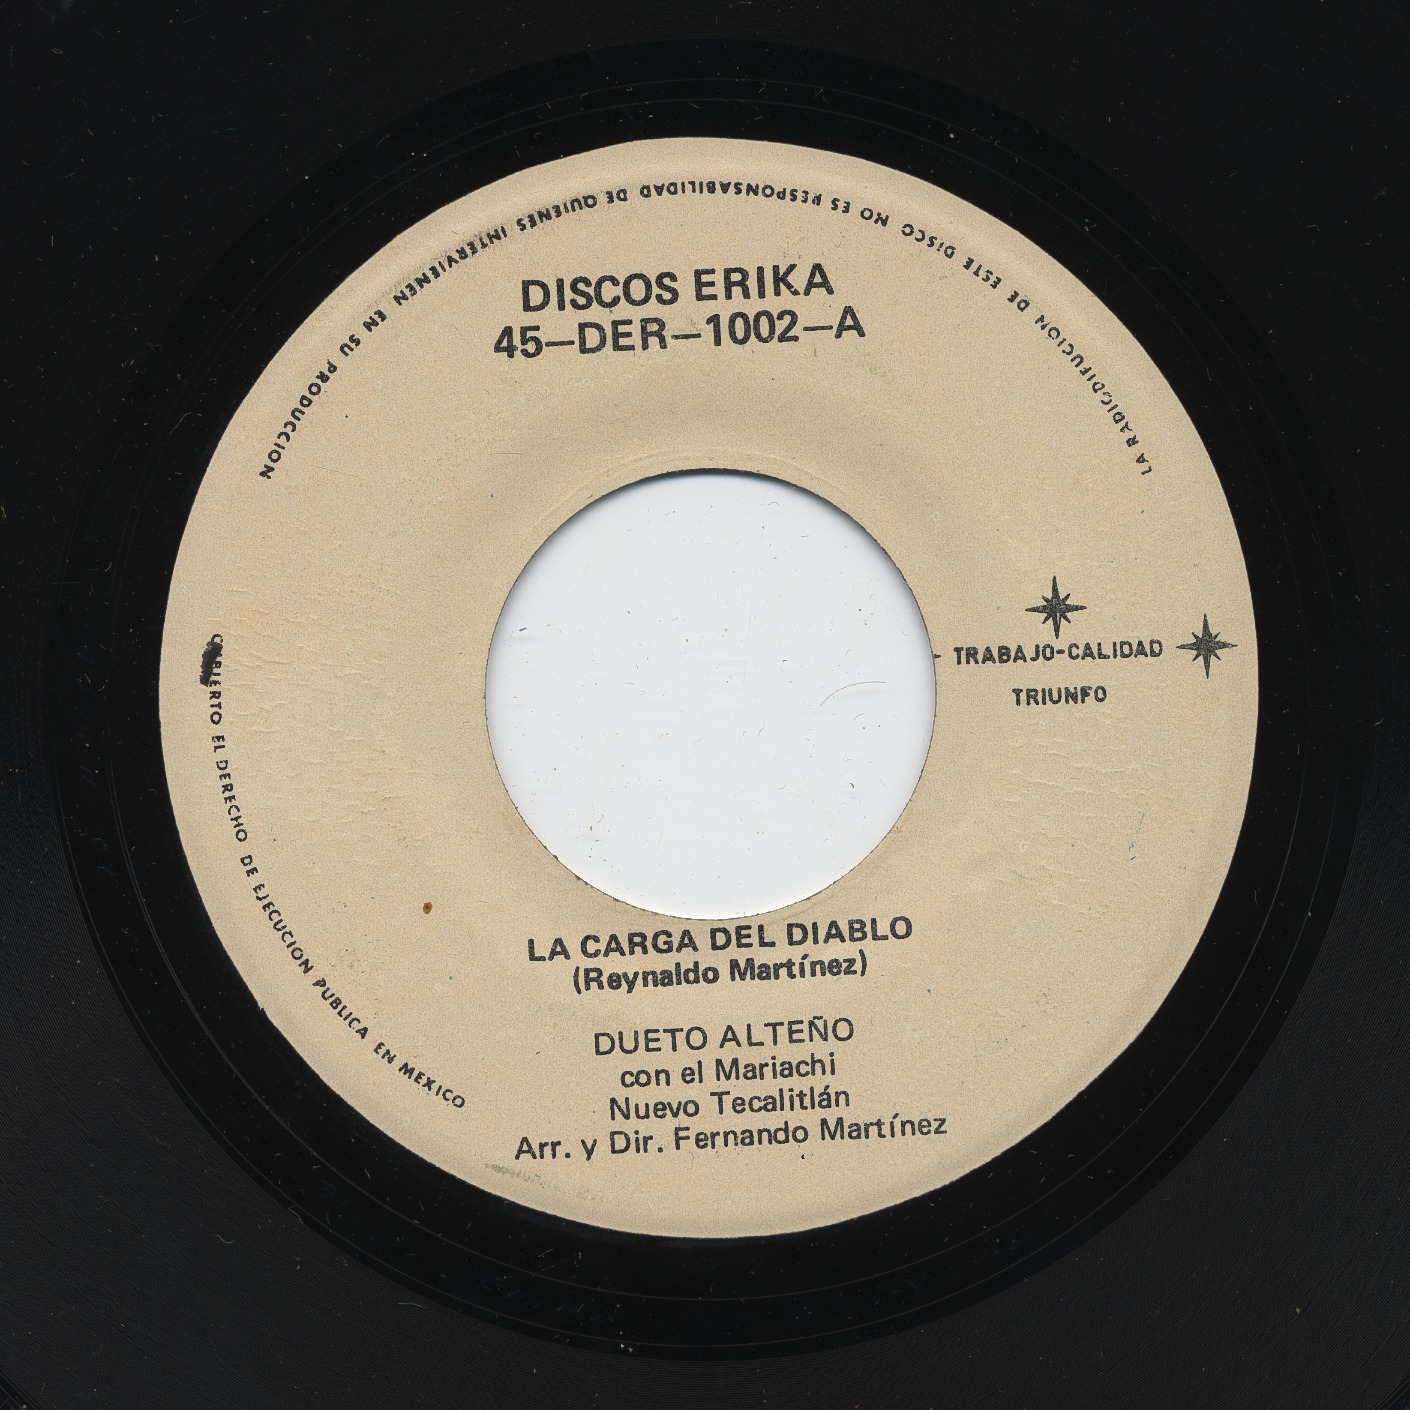 LA RADIODIFUCION DE ESTE DISCO NO ES RESPONSABILIDAD DE QUIENES INTERVIENEN EN SU PRODUCCION
DISCOS ERIKA
45–DER–1002–A
TRABAJO-CALIDAD
TRIUNFO
CUBIERTO EL DERECHO DE EJECUCION PUBLICA EN MEXICO
LA CARGA DEL DIABLO
(Reynaldo Martínez)
DUETO ALTEÑO
con el Mariachi
Nuevo Tecalitlán
Arr. y Dir. Fernando Martínez